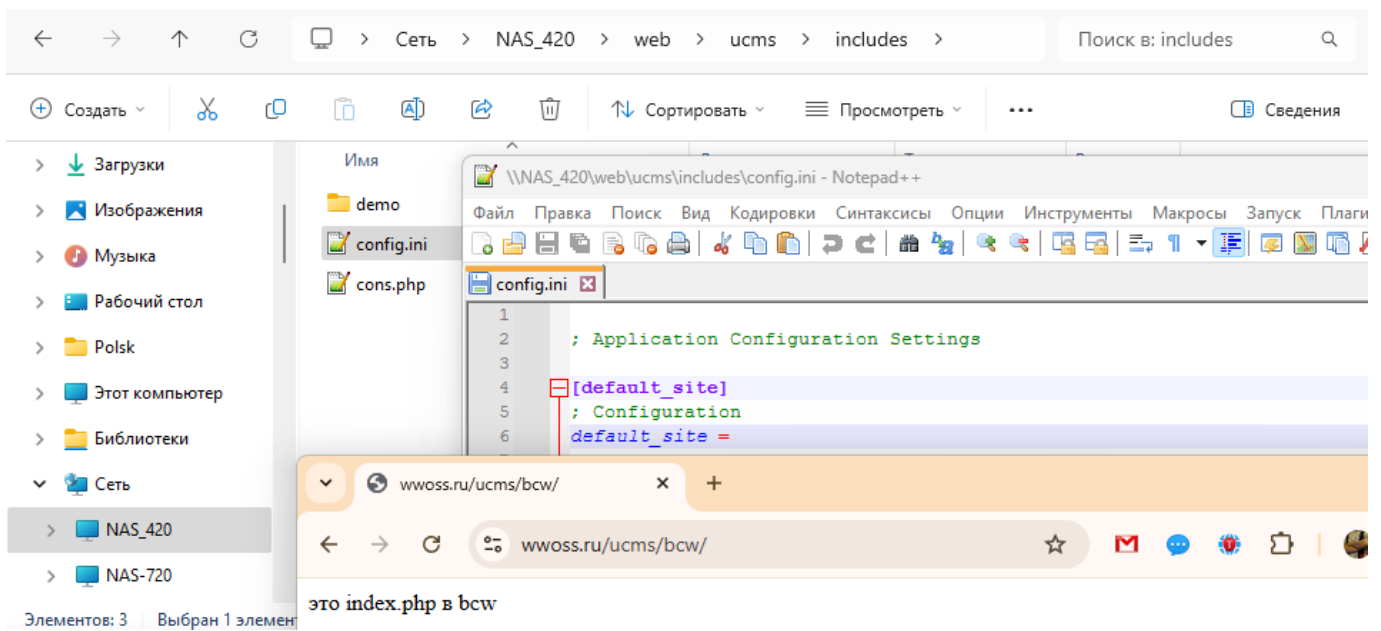 Сеть > NAS_420 > web > ucms > includes >
Поиск в: includes
Создать
Сортировать
Просмотреть
Сведения
Загрузки
Изображения
Музыка
Рабочий стол
Polsk
Этот компьютер
Библиотеки
Сеть
NAS_420
NAS-720
Элементов: 3
Выбран 1 элемен
Имя
demo
config.ini
cons.php
\\NAS_420\web\ucms\includes\config.ini - Notepad++
Файл Правка Поиск Вид Кодировки Синтаксисы Опции Инструменты Макросы Запуск Плаги
config.ini
1
2 ; Application Configuration Settings
3
4 [default_site]
5 ; Configuration
6 default_site =
wwoss.ru/ucms/bcw/
wwoss.ru/ucms/bcw/
это index.php в bcw